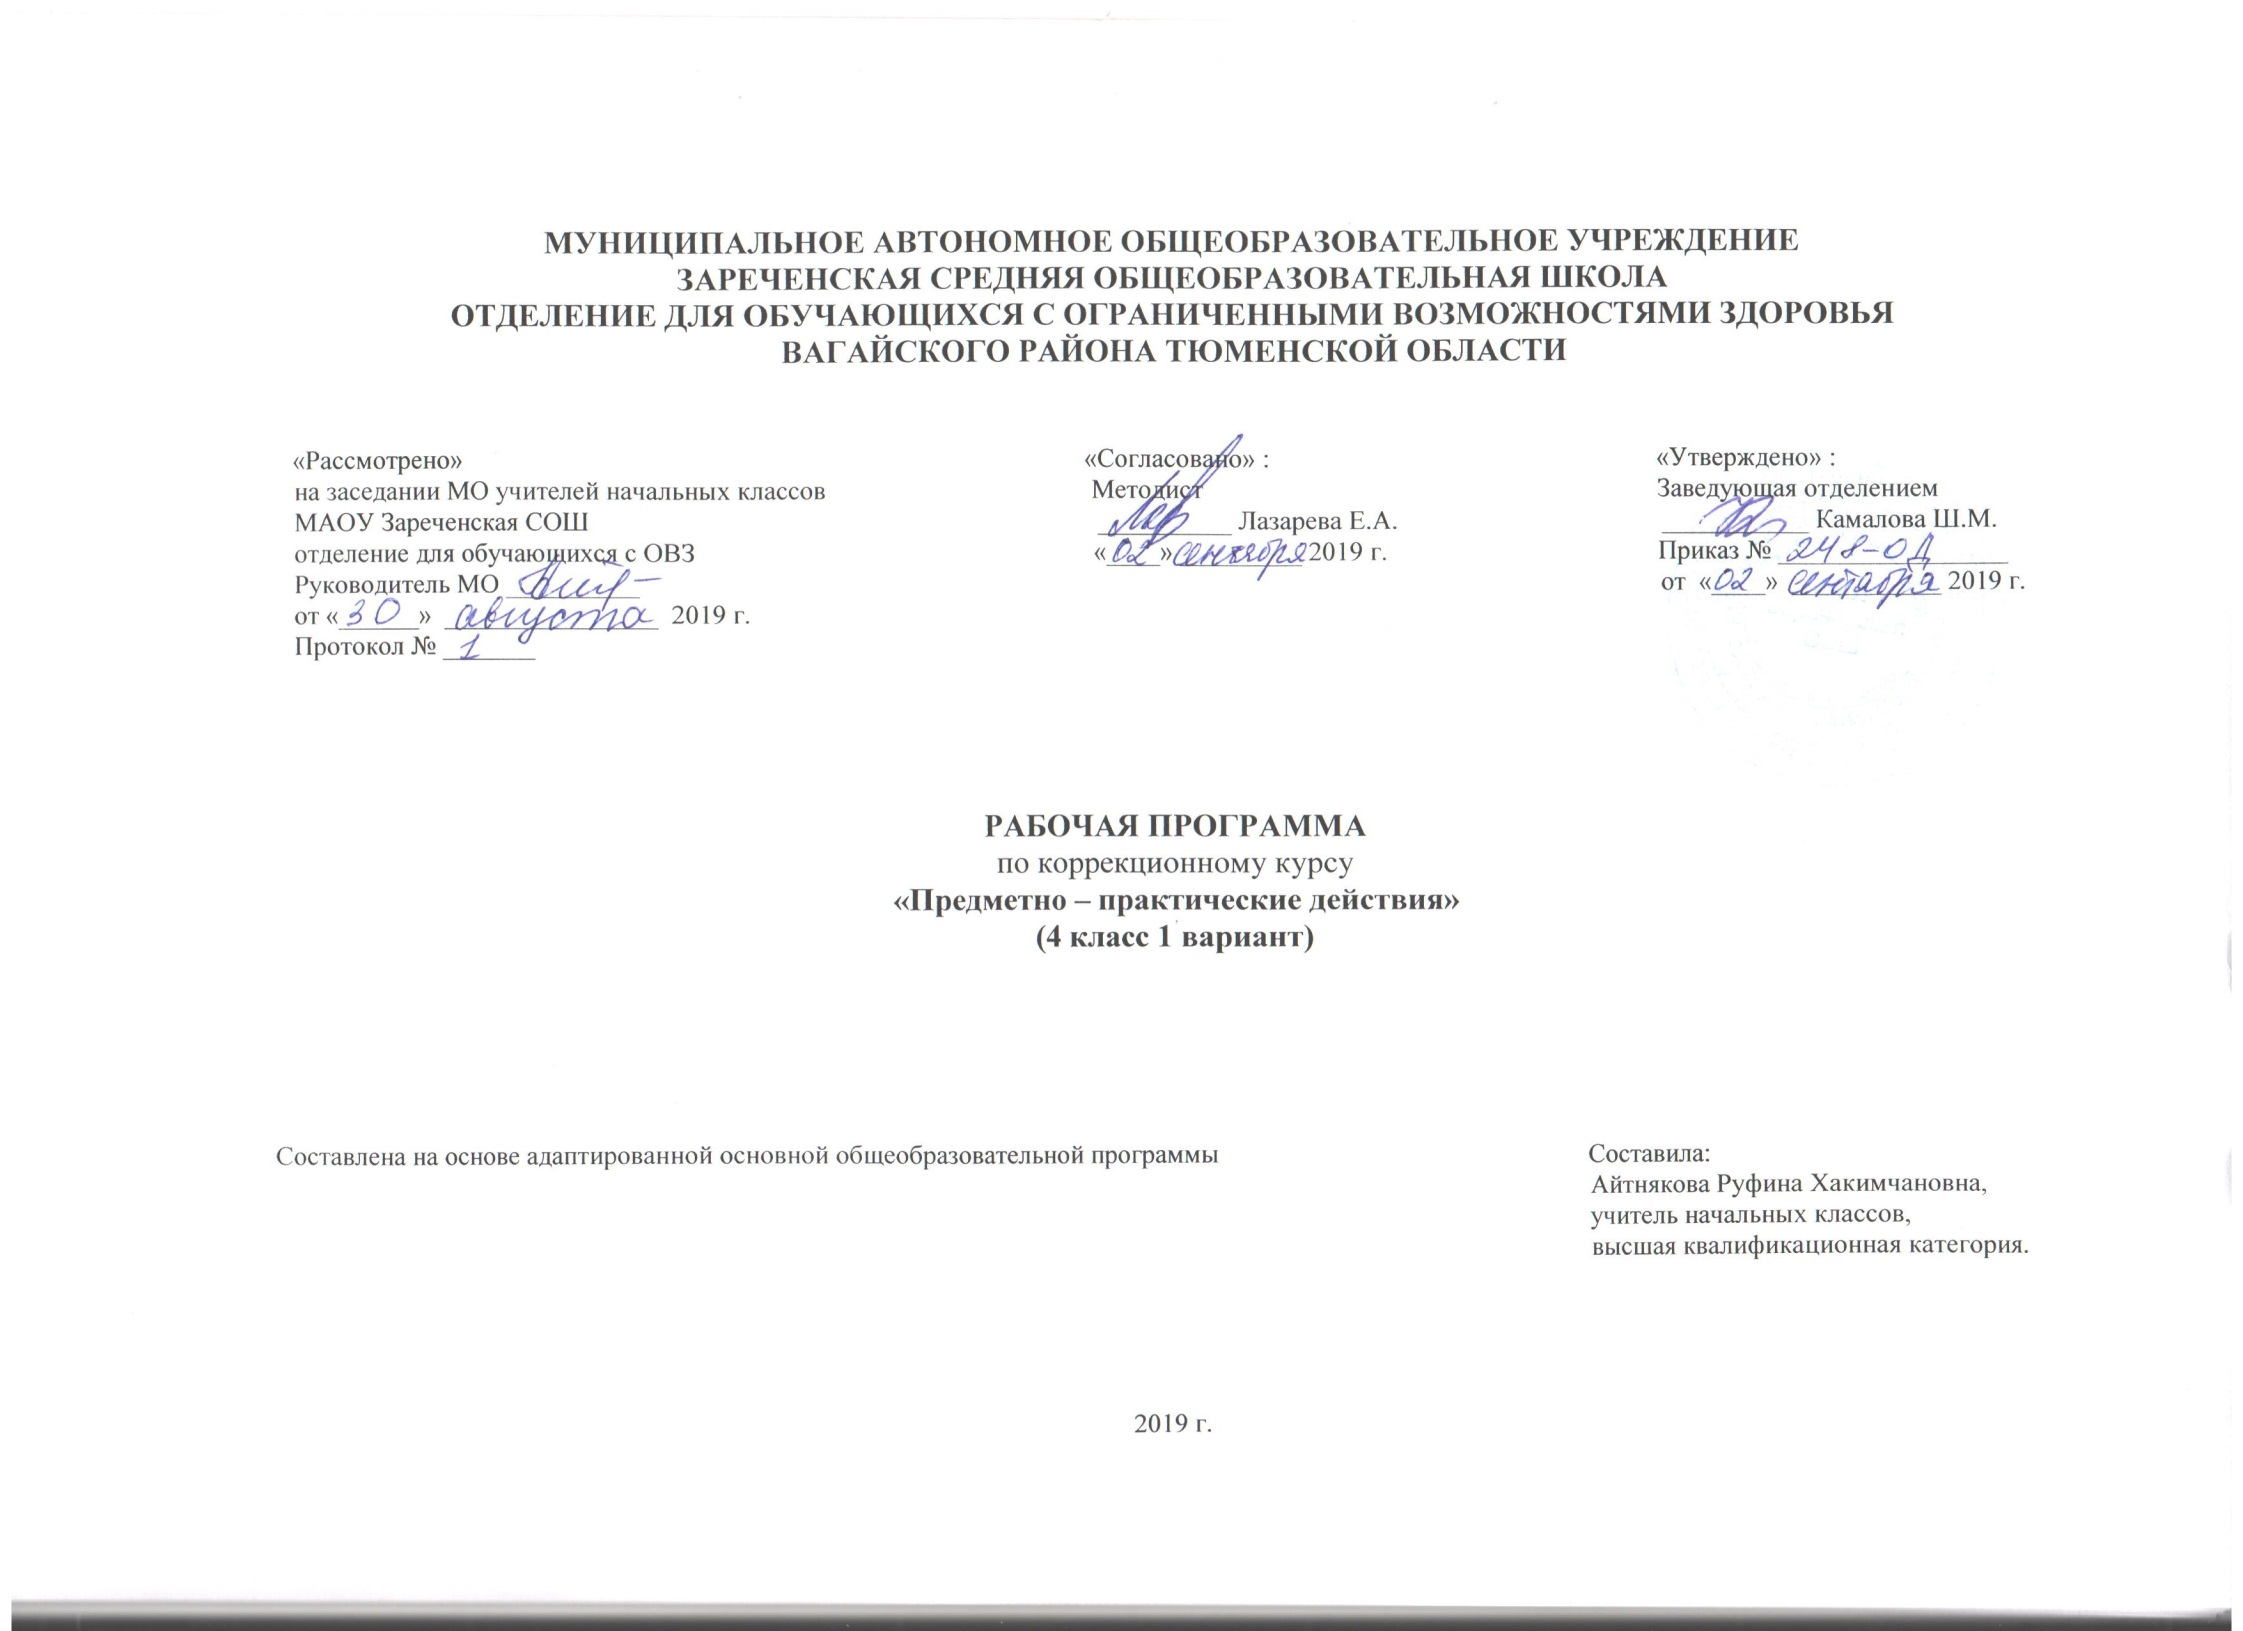 МУНИЦИПАЛЬНОЕ АВТОНОМНОЕ ОБЩЕОБРАЗОВАТЕЛЬНОЕ УЧРЕЖДЕНИЕ
ЗАРЕЧЕНСКАЯ СРЕДНЯЯ ОБЩЕОБРАЗОВАТЕЛЬНАЯ ШКОЛА
ОТДЕЛЕНИЕ ДЛЯ ОБУЧАЮЩИХСЯ С ОГРАНИЧЕННЫМИ ВОЗМОЖНОСТЯМИ ЗДОРОВЬЯ
ВАГАЙСКОГО РАЙОНА ТЮМЕНСКОЙ ОБЛАСТИ
«Рассмотрено»
на заседании МО учителей начальных классов
МАОУ Зареченская СОШ
отделение для обучающихся с ОВЗ
Руководитель МО
от «30» августа 2019 г.
Протокол № 1
«Согласовано» :
Методист
Лазарева Е.А.
«02» сентября 2019 г.
«Утверждено» :
Заведующая отделением
Камалова Ш.М.
Приказ № 248-ОД
от «02» сентября 2019 г.
РАБОЧАЯ ПРОГРАММА
по коррекционному курсу
«Предметно – практические действия»
(4 класс 1 вариант)
Составлена на основе адаптированной основной общеобразовательной программы
Составила:
Айтнякова Руфина Хакимчановна,
учитель начальных классов,
высшая квалификационная категория.
2019 г.